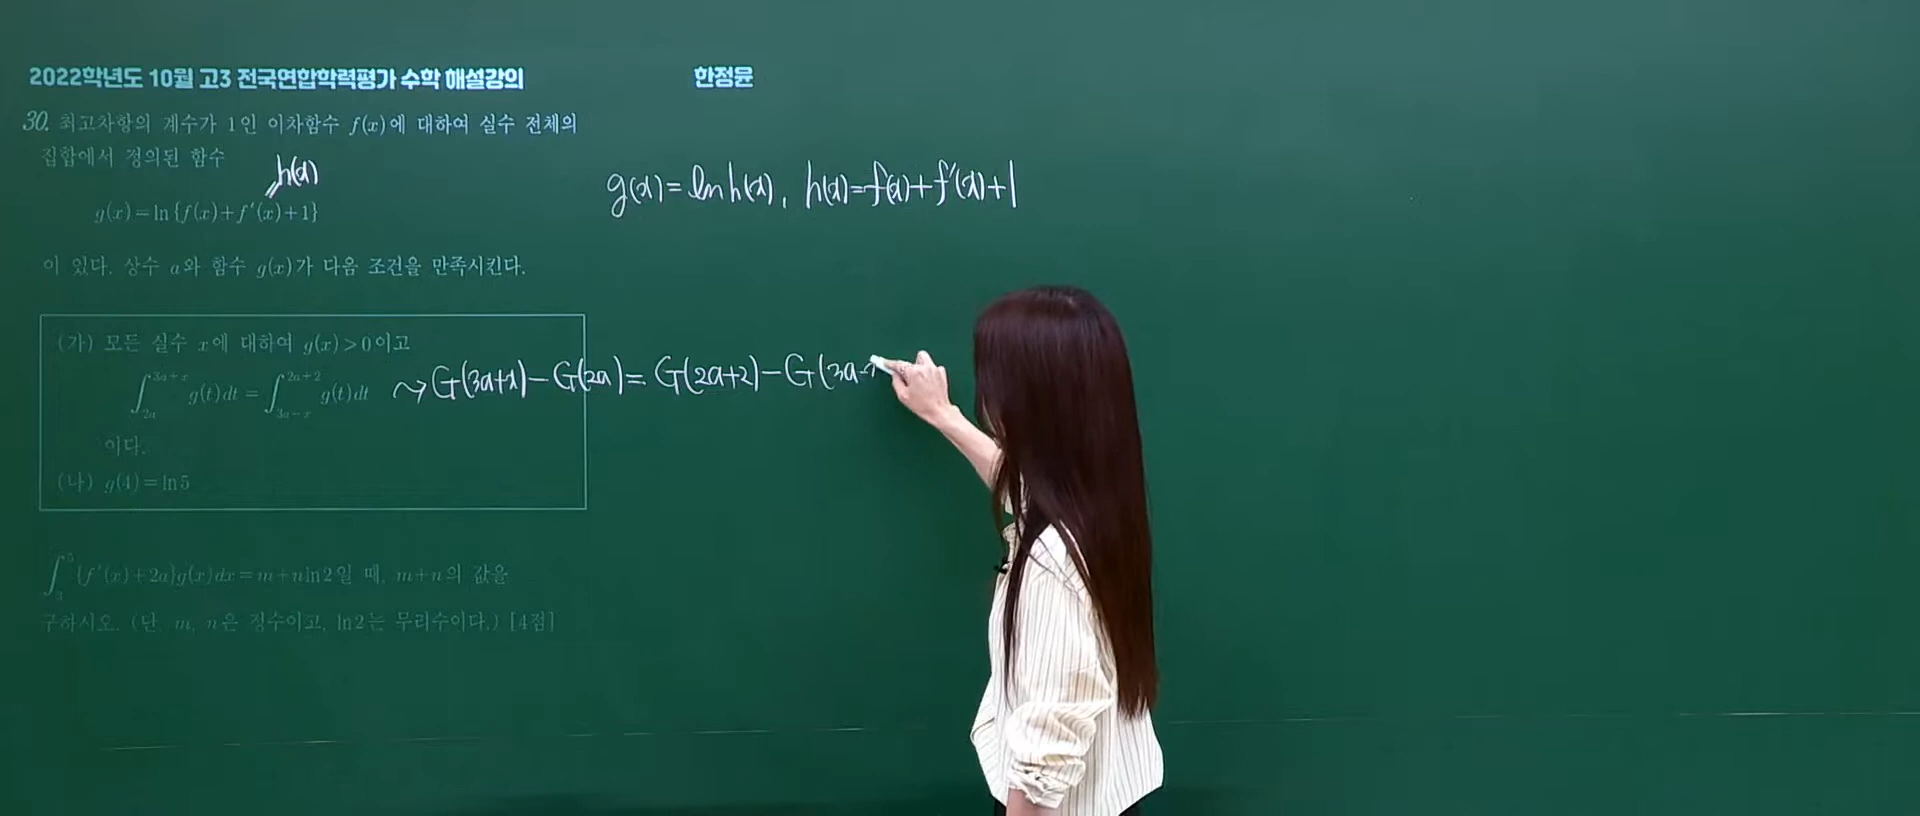 2022학년도 10월 고3 전국연합학력평가 수학 해설강의
한정윤
30. 최고차항의 계수가 1인 이차함수 f(x)에 대하여 실수 전체의
집합에서 정의된 함수
h(x)
g(x)=ln{f(x)+f'(x)+1}
이 있다. 상수 a와 함수 g(x)가 다음 조건을 만족시킨다.
(가) 모든 실수 x에 대하여 g(x)>0이고
∫_{2a}^{3a+x} g(t)dt = ∫_{3a-x}^{2a+2} g(t)dt
이다.
(나) g(4)=ln5
∫_3^5 {f'(x)+2a}g(x)dx=m+nln2일 때, m+n의 값을
구하시오. (단, m, n은 정수이고, ln2는 무리수이다.) [4점]
g(x)=ln h(x), h(x)=f(x)+f'(x)+1
↝ G(3a+x)-G(2a)=G(2a+2)-G(3a-